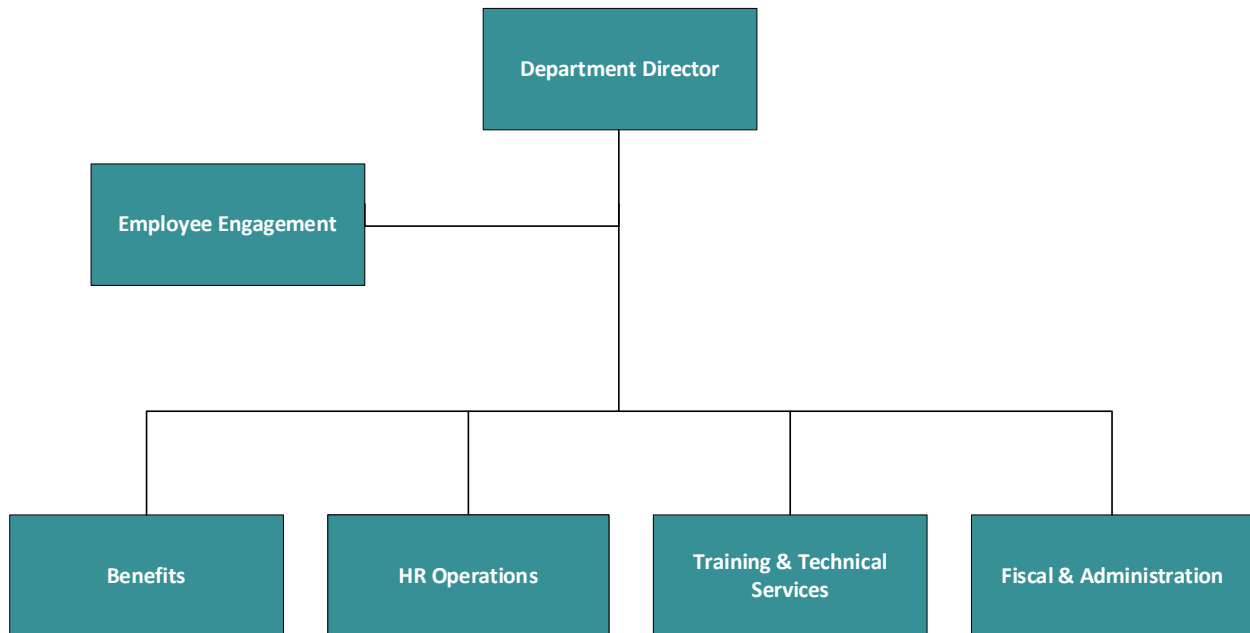 Department Director
Employee Engagement
Benefits
HR Operations
Training & Technical
Services
Fiscal & Administration